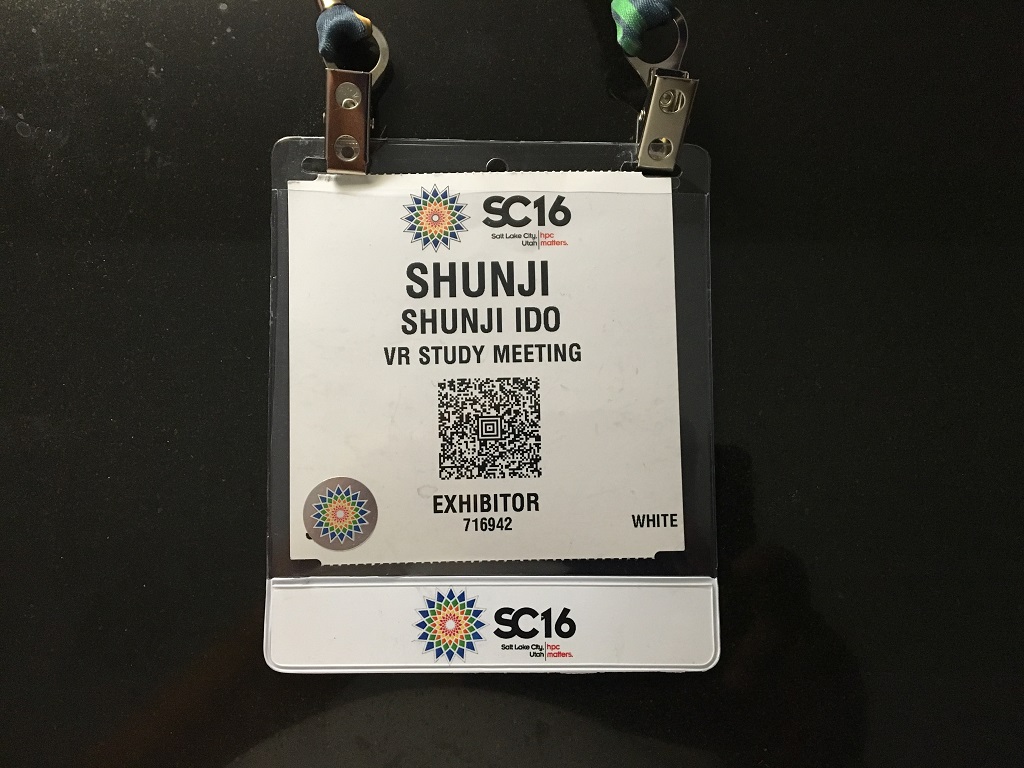 SC16
Salt Lake City, hpc
Utah matters.
SHUNJI
SHUNJI IDO
VR STUDY MEETING
EXHIBITOR
716942
WHITE
SC16
Salt Lake City, hpc
Utah matters.